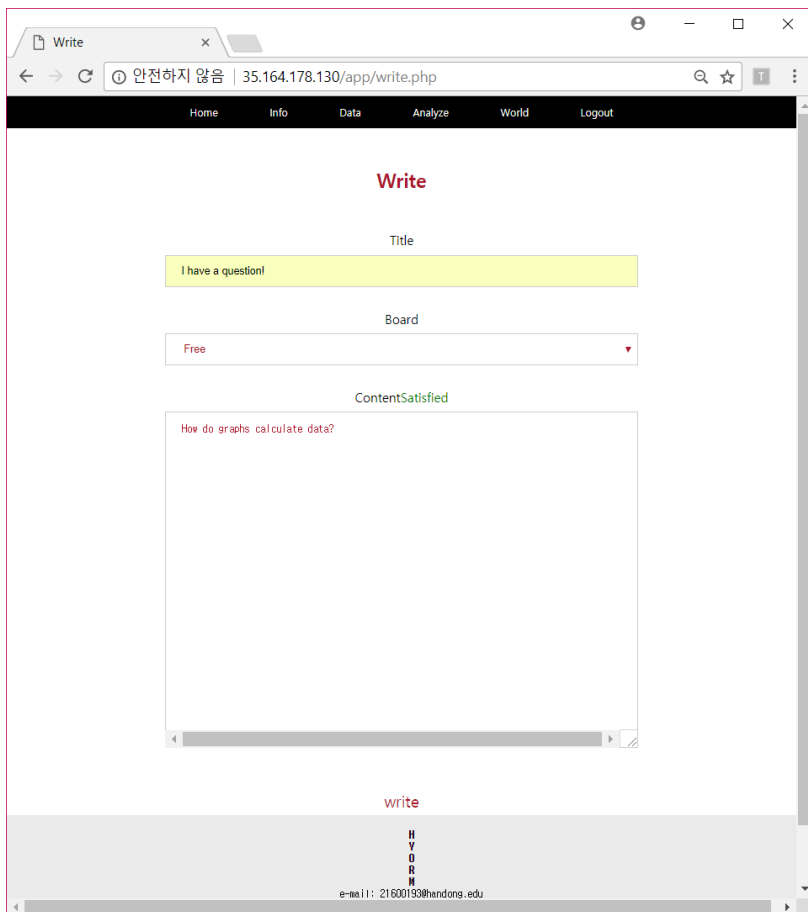 Write
안전하지 않음 | 35.164.178.130/app/write.php
T
Home Info Data Analyze World Logout
Write
Title
I have a question!
Board
Free
ContentSatisfied
How do graphs calculate data?
write
H
Y
O
R
M
e-mail: 21600193@handong.edu